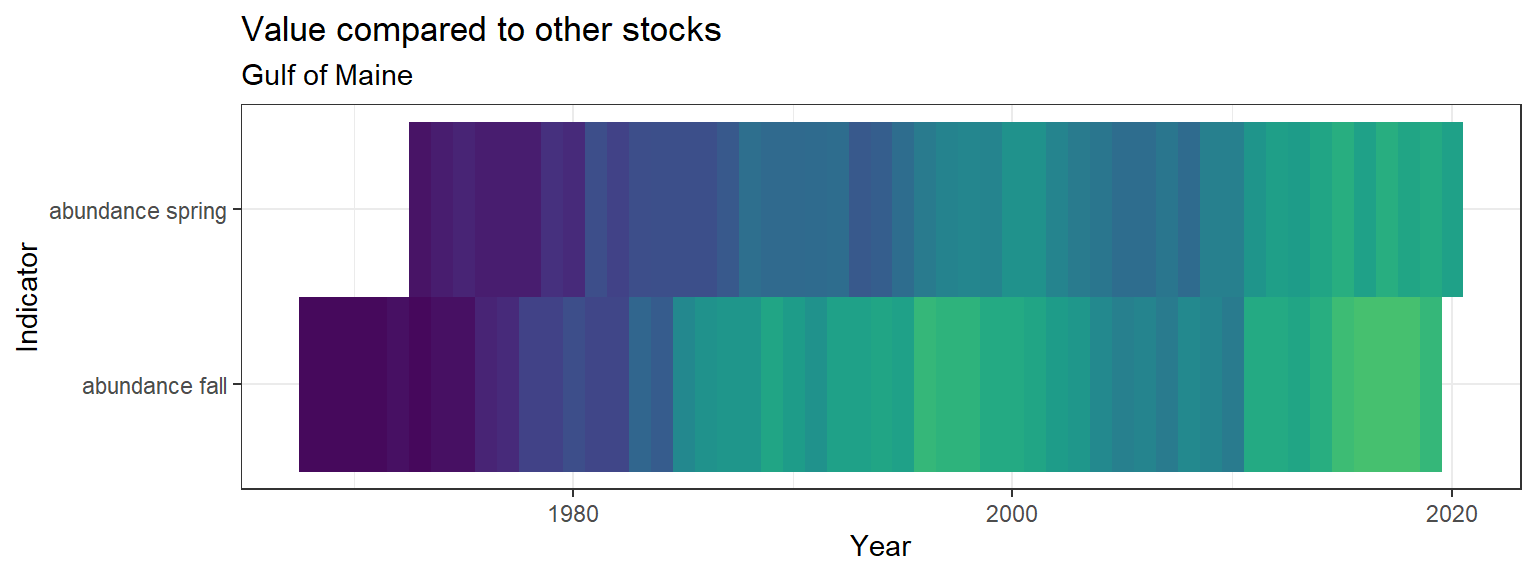 Value compared to other stocks
Gulf of Maine
Indicator
abundance spring
abundance fall
1980 2000 2020
Year